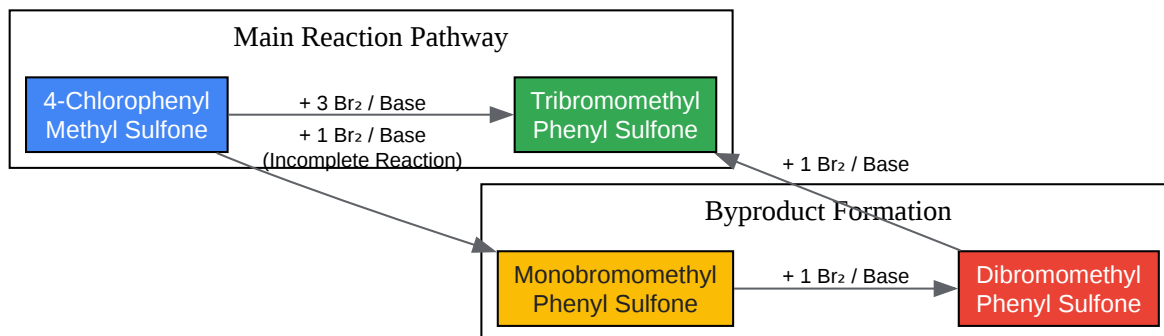 Main Reaction Pathway
4-Chlorophenyl
Methyl Sulfone
+ 3 Br₂ / Base
+ 1 Br₂ / Base
(Incomplete Reaction)
Tribromomethyl
Phenyl Sulfone
+ 1 Br₂ / Base
Byproduct Formation
Monobromomethyl
Phenyl Sulfone
+ 1 Br₂ / Base
Dibromomethyl
Phenyl Sulfone